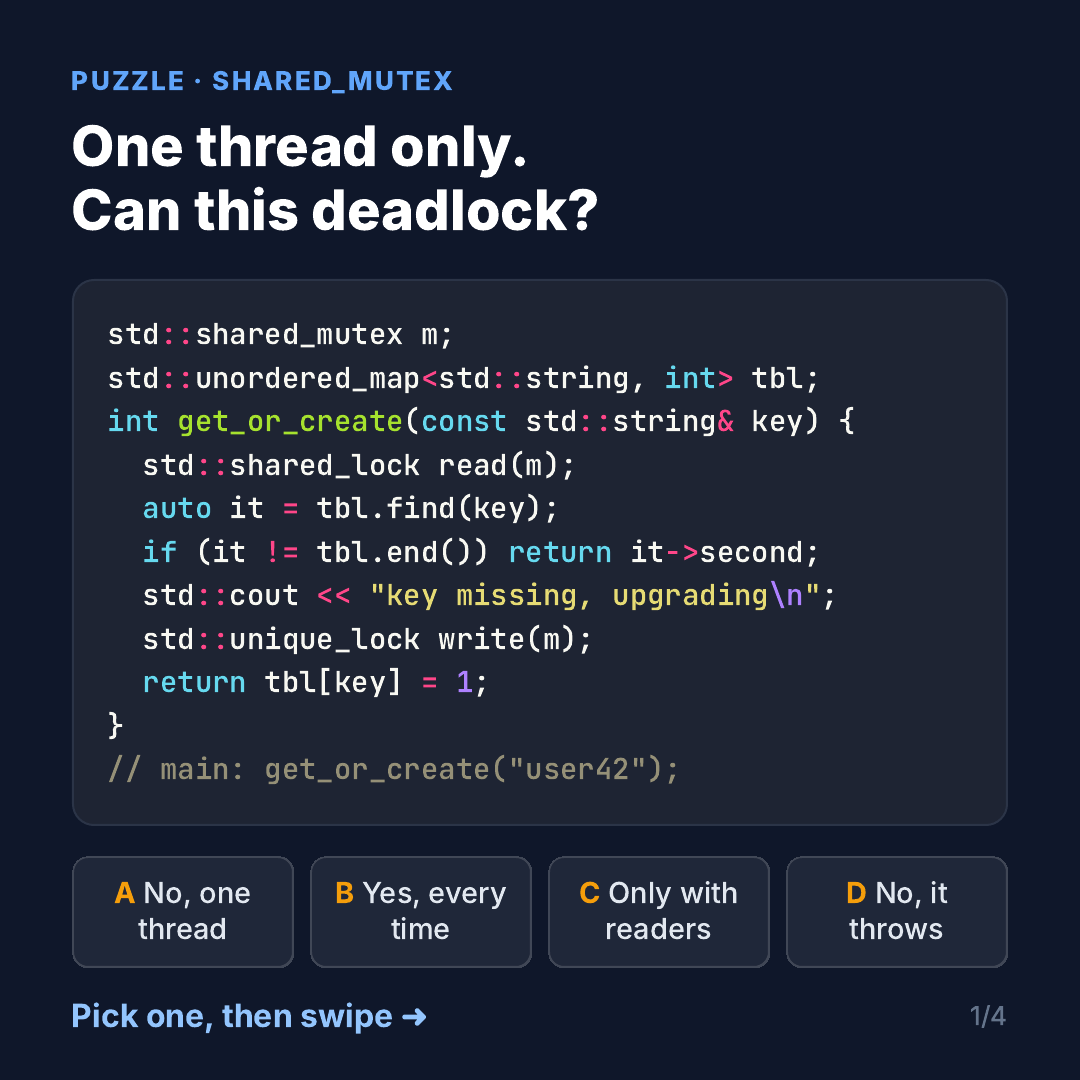 PUZZLE · SHARED_MUTEX
One thread only.
Can this deadlock?
std::shared_mutex m;
std::unordered_map<std::string, int> tbl;
int get_or_create(const std::string& key) {
  std::shared_lock read(m);
  auto it = tbl.find(key);
  if (it != tbl.end()) return it->second;
  std::cout << "key missing, upgrading\n";
  std::unique_lock write(m);
  return tbl[key] = 1;
}
// main: get_or_create("user42");
A No, one
thread
B Yes, every
time
C Only with
readers
D No, it
throws
Pick one, then swipe ➜
1/4